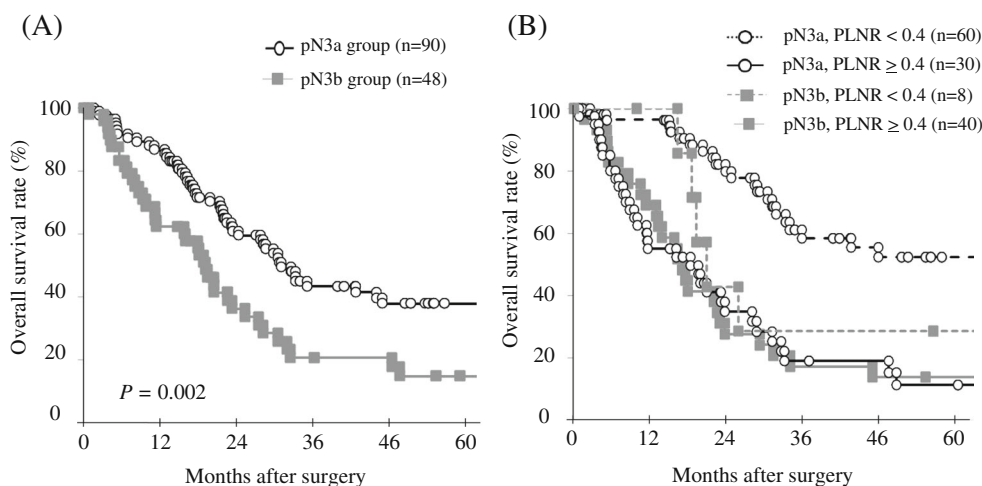 (A)
pN3a group (n=90)
pN3b group (n=48)
Overall survival rate (%)
100
80
60
40
20
0
P = 0.002
0 12 24 36 48 60
Months after surgery
(B)
pN3a, PLNR < 0.4 (n=60)
pN3a, PLNR ≥ 0.4 (n=30)
pN3b, PLNR < 0.4 (n=8)
pN3b, PLNR ≥ 0.4 (n=40)
Overall survival rate (%)
100
80
60
40
20
0
0 12 24 36 46 60
Months after surgery